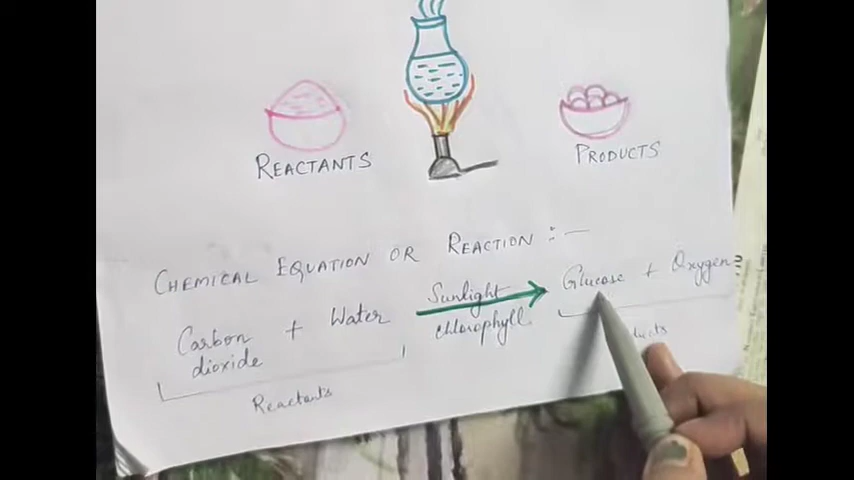 REACTANTS
PRODUCTS
CHEMICAL EQUATION OR REACTION :-
Carbon dioxide + Water
Sunlight
chlorophyll
Glucose + Oxygen
Reactants